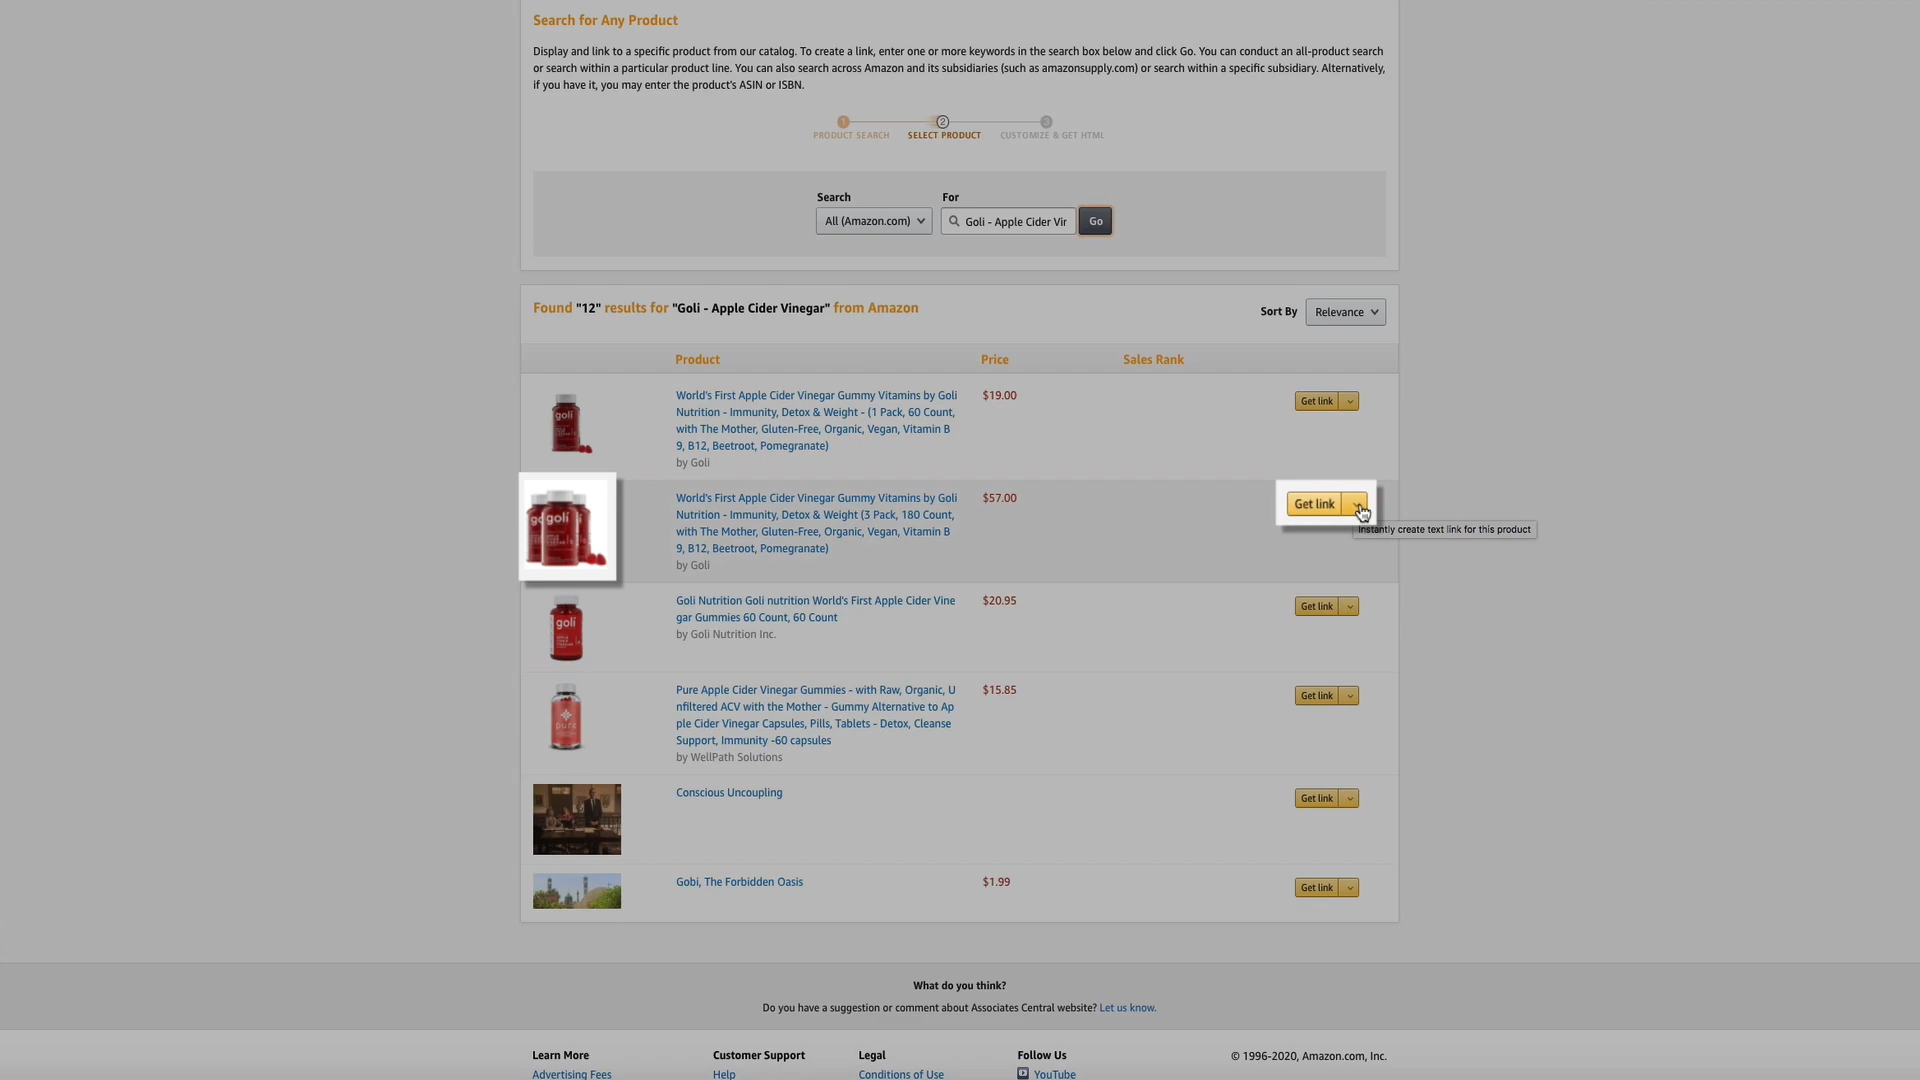 Search for Any Product
Display and link to a specific product from our catalog. To create a link, enter one or more keywords in the search box below and click Go. You can conduct an all-product search
or search within a particular product line. You can also search across Amazon and its subsidiaries (such as amazonsupply.com) or search within a specific subsidiary. Alternatively,
if you have it, you may enter the product's ASIN or ISBN.
1 2 3
PRODUCT SEARCH SELECT PRODUCT CUSTOMIZE & GET HTML
Search For
All (Amazon.com) Goli - Apple Cider Vir Go
Found "12" results for "Goli - Apple Cider Vinegar" from Amazon
Sort By Relevance
Product Price Sales Rank
goli
World's First Apple Cider Vinegar Gummy Vitamins by Goli $19.00 Get link
Nutrition - Immunity, Detox & Weight - (1 Pack, 60 Count,
with The Mother, Gluten-Free, Organic, Vegan, Vitamin B
9, B12, Beetroot, Pomegranate)
by Goli
goli
World's First Apple Cider Vinegar Gummy Vitamins by Goli $57.00 Get link
Nutrition - Immunity, Detox & Weight (3 Pack, 180 Count,
with The Mother, Gluten-Free, Organic, Vegan, Vitamin B
9, B12, Beetroot, Pomegranate)
by Goli
Instantly create text link for this product
goli
Goli Nutrition Goli nutrition World's First Apple Cider Vine $20.95 Get link
gar Gummies 60 Count, 60 Count
by Goli Nutrition Inc.
pure
Pure Apple Cider Vinegar Gummies - with Raw, Organic, U $15.85 Get link
nfiltered ACV with the Mother - Gummy Alternative to Ap
ple Cider Vinegar Capsules, Pills, Tablets - Detox, Cleanse
Support, Immunity -60 capsules
by WellPath Solutions
Conscious Uncoupling Get link
Gobi, The Forbidden Oasis $1.99 Get link
What do you think?
Do you have a suggestion or comment about Associates Central website? Let us know.
Learn More Customer Support Legal Follow Us © 1996-2020, Amazon.com, Inc.
Advertising Fees Help Conditions of Use YouTube